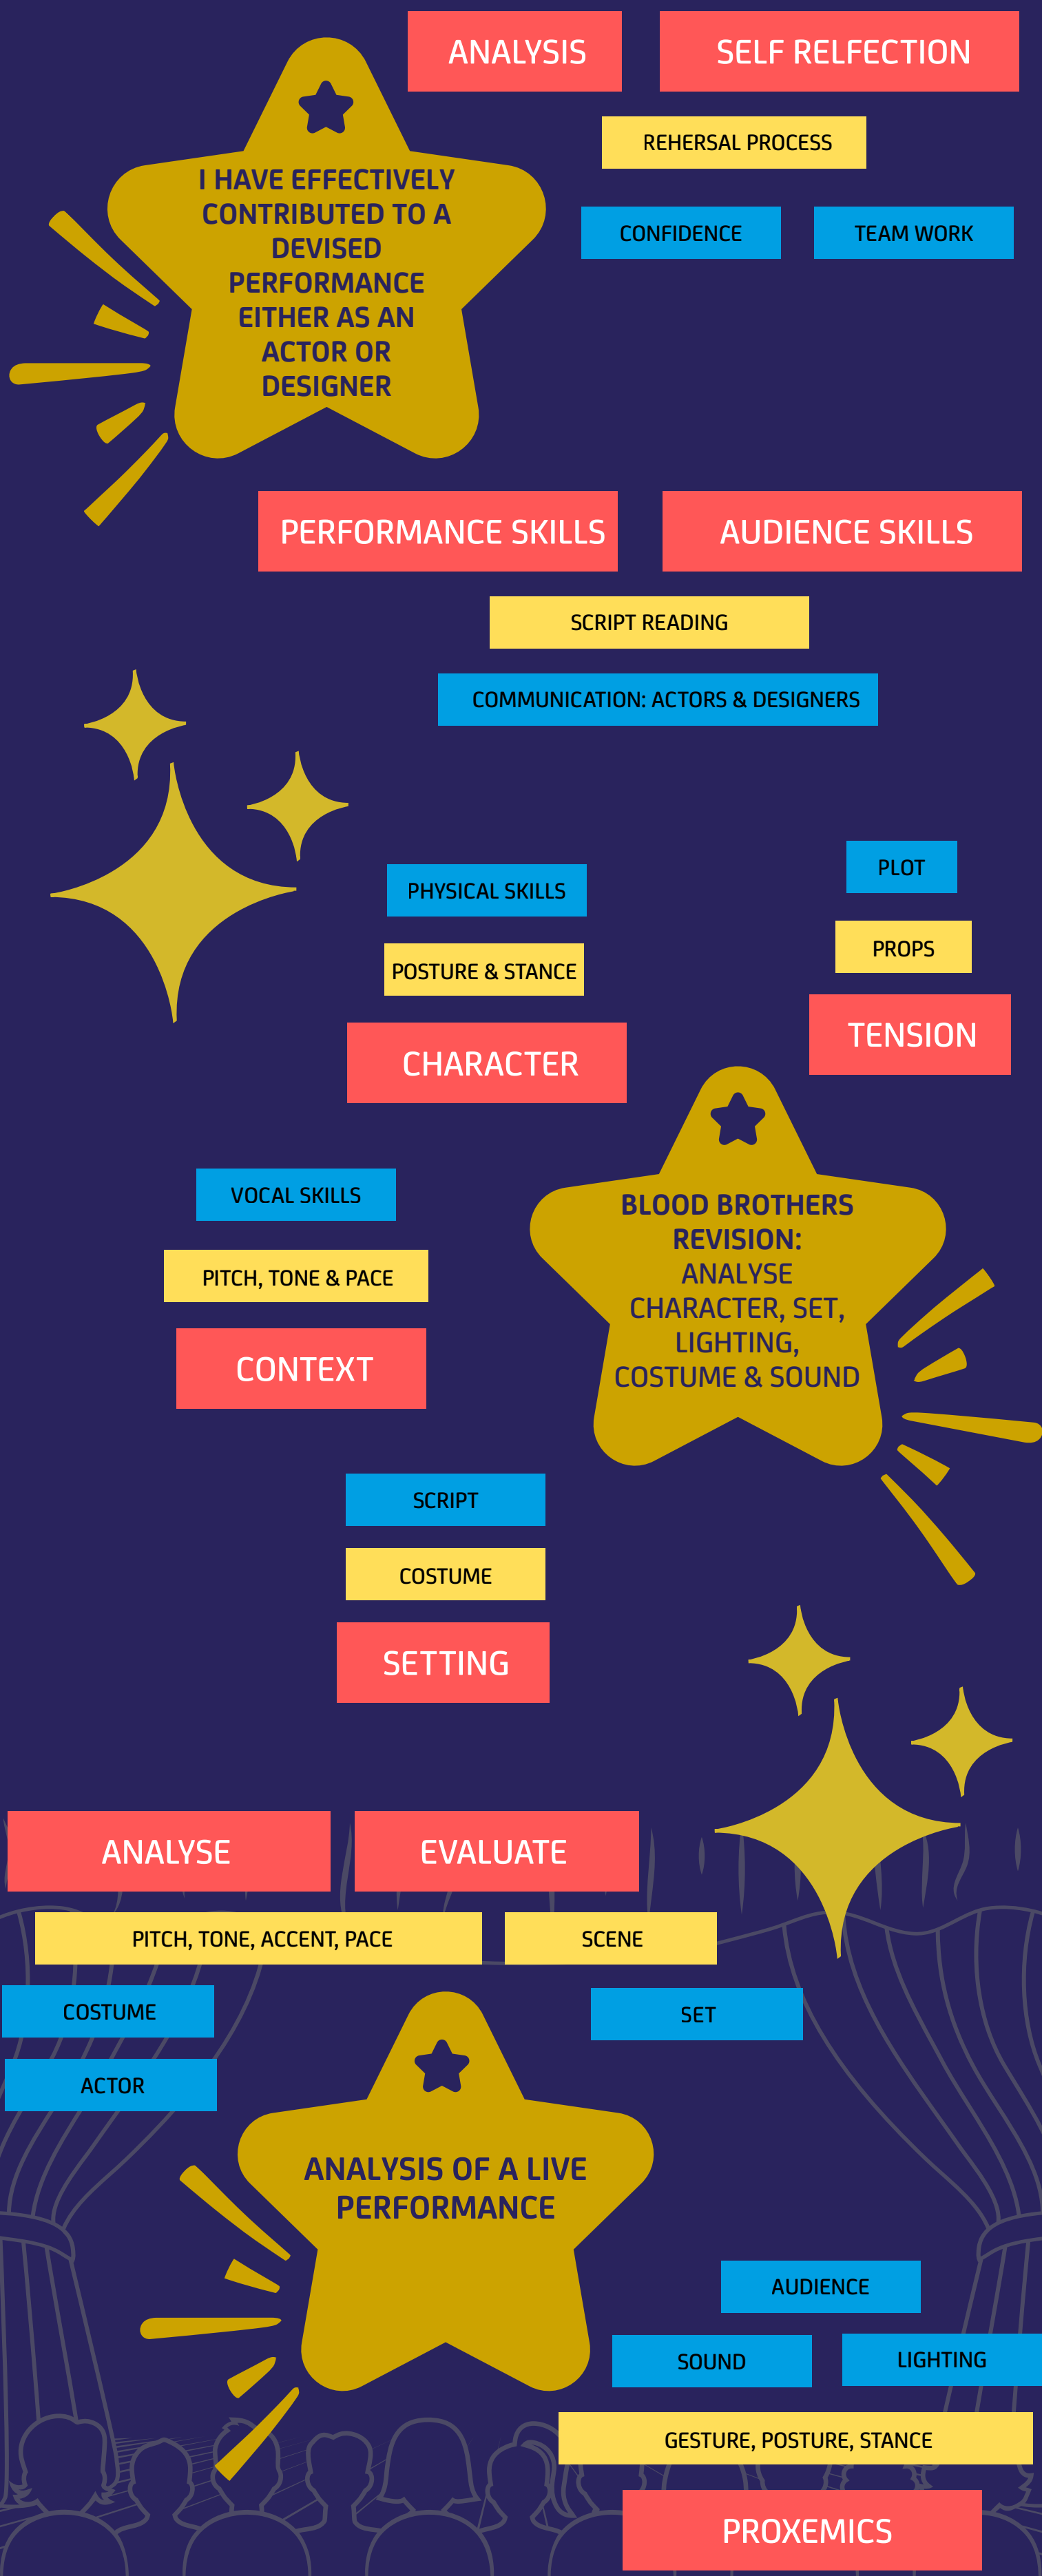 ANALYSIS
SELF RELFECTION
REHERSAL PROCESS
CONFIDENCE
TEAM WORK
I HAVE EFFECTIVELY
CONTRIBUTED TO A
DEVISED
PERFORMANCE
EITHER AS AN
ACTOR OR
DESIGNER
PERFORMANCE SKILLS
AUDIENCE SKILLS
SCRIPT READING
COMMUNICATION: ACTORS & DESIGNERS
PHYSICAL SKILLS
POSTURE & STANCE
CHARACTER
PLOT
PROPS
TENSION
VOCAL SKILLS
PITCH, TONE & PACE
CONTEXT
BLOOD BROTHERS
REVISION:
ANALYSE
CHARACTER, SET,
LIGHTING,
COSTUME & SOUND
SCRIPT
COSTUME
SETTING
ANALYSE
EVALUATE
PITCH, TONE, ACCENT, PACE
SCENE
COSTUME
SET
ACTOR
ANALYSIS OF A LIVE
PERFORMANCE
AUDIENCE
SOUND
LIGHTING
GESTURE, POSTURE, STANCE
PROXEMICS